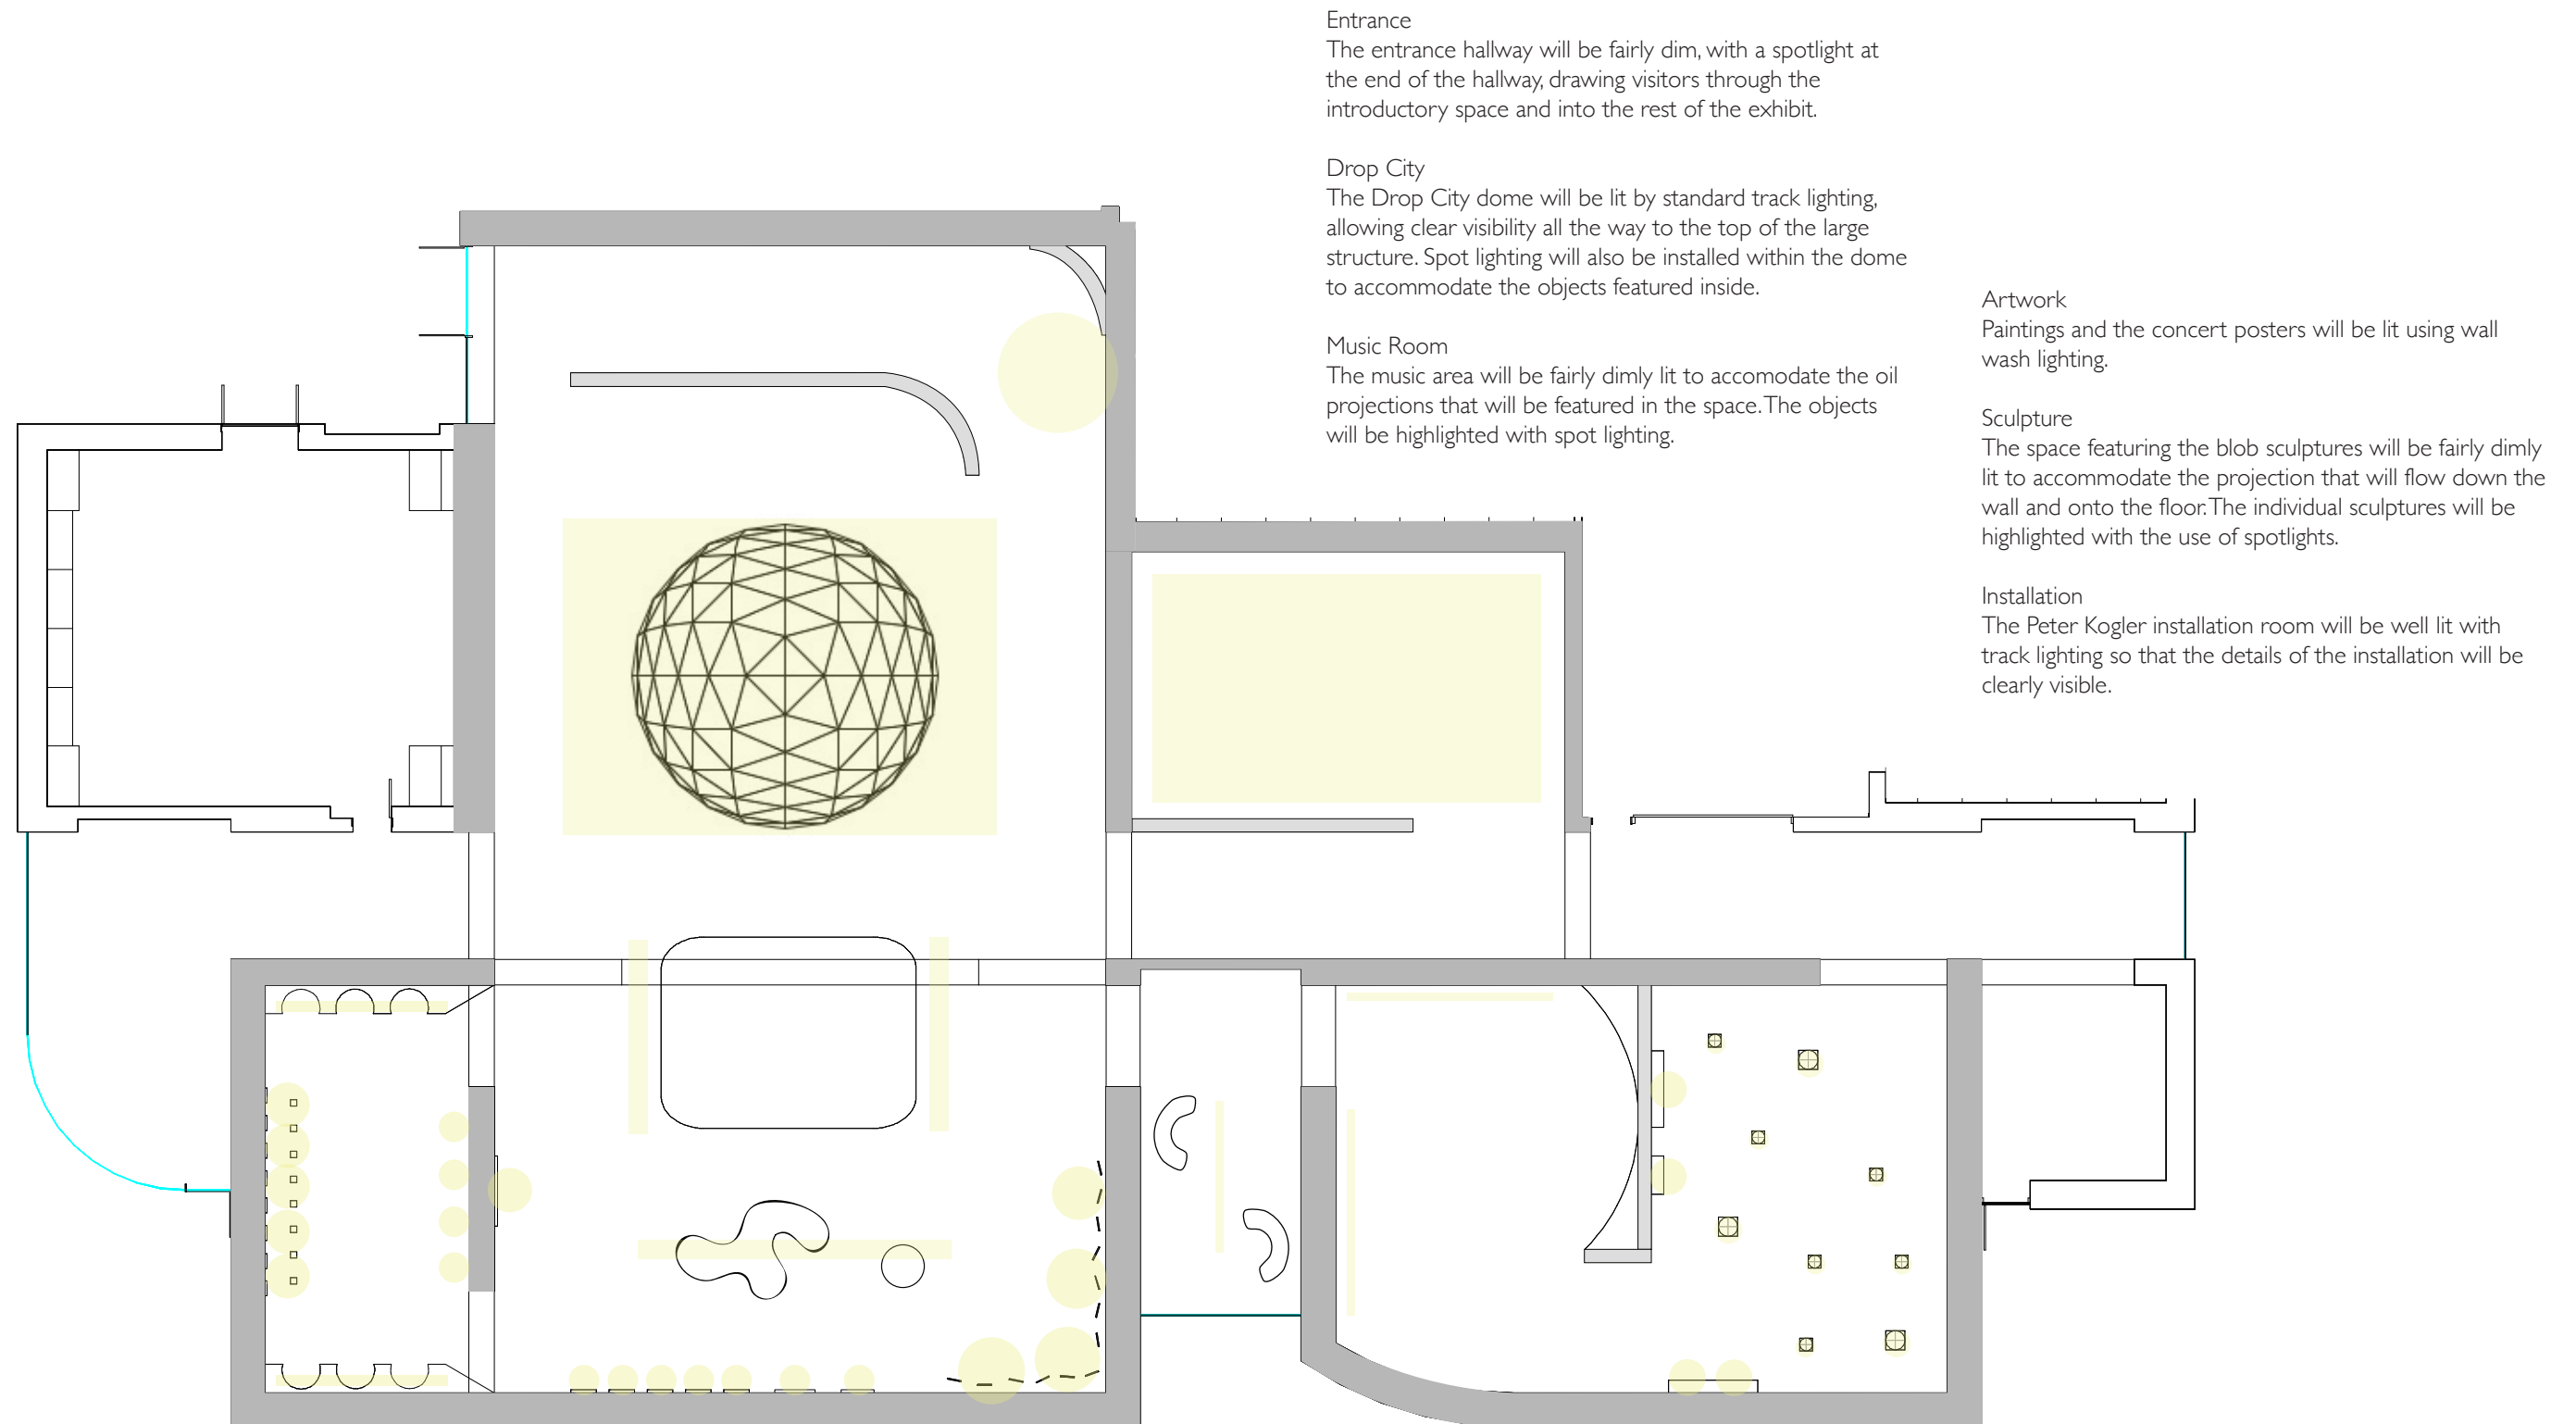 Entrance
The entrance hallway will be fairly dim, with a spotlight at
the end of the hallway, drawing visitors through the
introductory space and into the rest of the exhibit.
Drop City
The Drop City dome will be lit by standard track lighting,
allowing clear visibility all the way to the top of the large
structure. Spot lighting will also be installed within the dome
to accommodate the objects featured inside.
Music Room
The music area will be fairly dimly lit to accomodate the oil
projections that will be featured in the space. The objects
will be highlighted with spot lighting.
Artwork
Paintings and the concert posters will be lit using wall
wash lighting.
Sculpture
The space featuring the blob sculptures will be fairly dimly
lit to accommodate the projection that will flow down the
wall and onto the floor. The individual sculptures will be
highlighted with the use of spotlights.
Installation
The Peter Kogler installation room will be well lit with
track lighting so that the details of the installation will be
clearly visible.